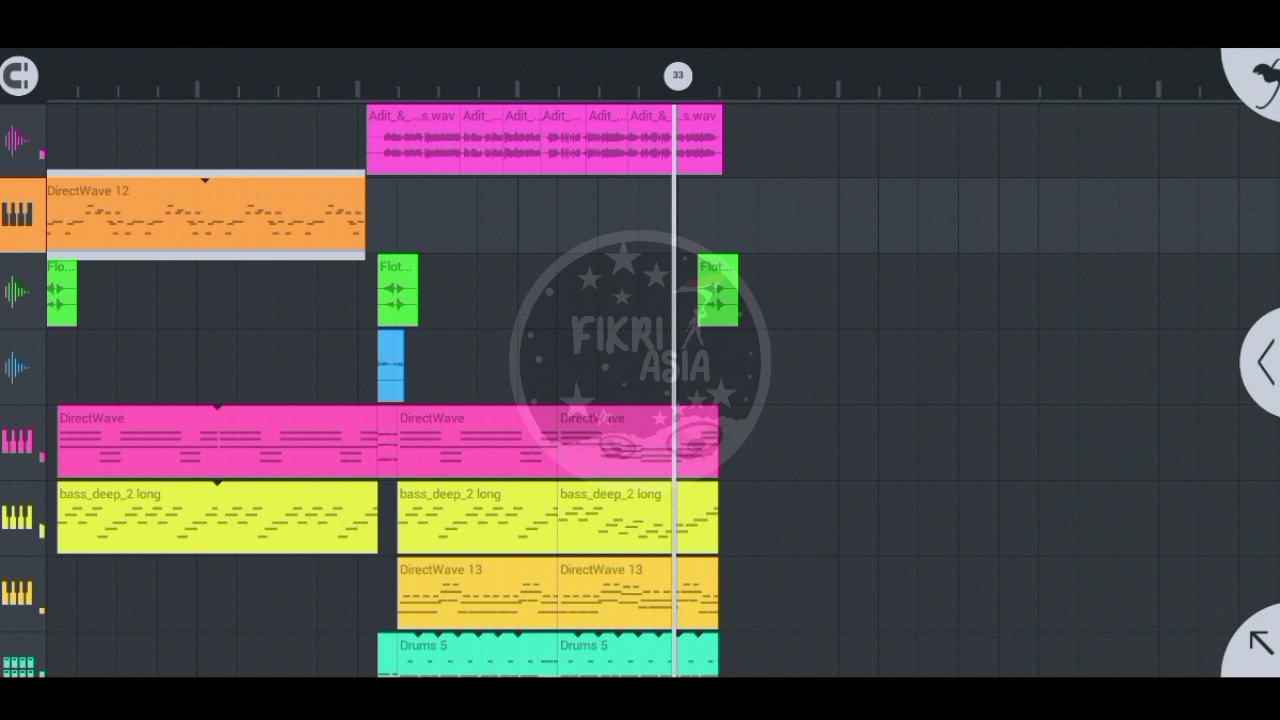 33
Adit_&_...s.wav Adit_... Adit_... Adit_... Adit_... Adit_&_...s.wav
DirectWave 12
Flo... Flot... Flot...
FIKRI
ASIA
DirectWave DirectWave DirectWave
bass_deep_2 long bass_deep_2 long bass_deep_2 long
DirectWave 13 DirectWave 13
Drums 5 Drums 5